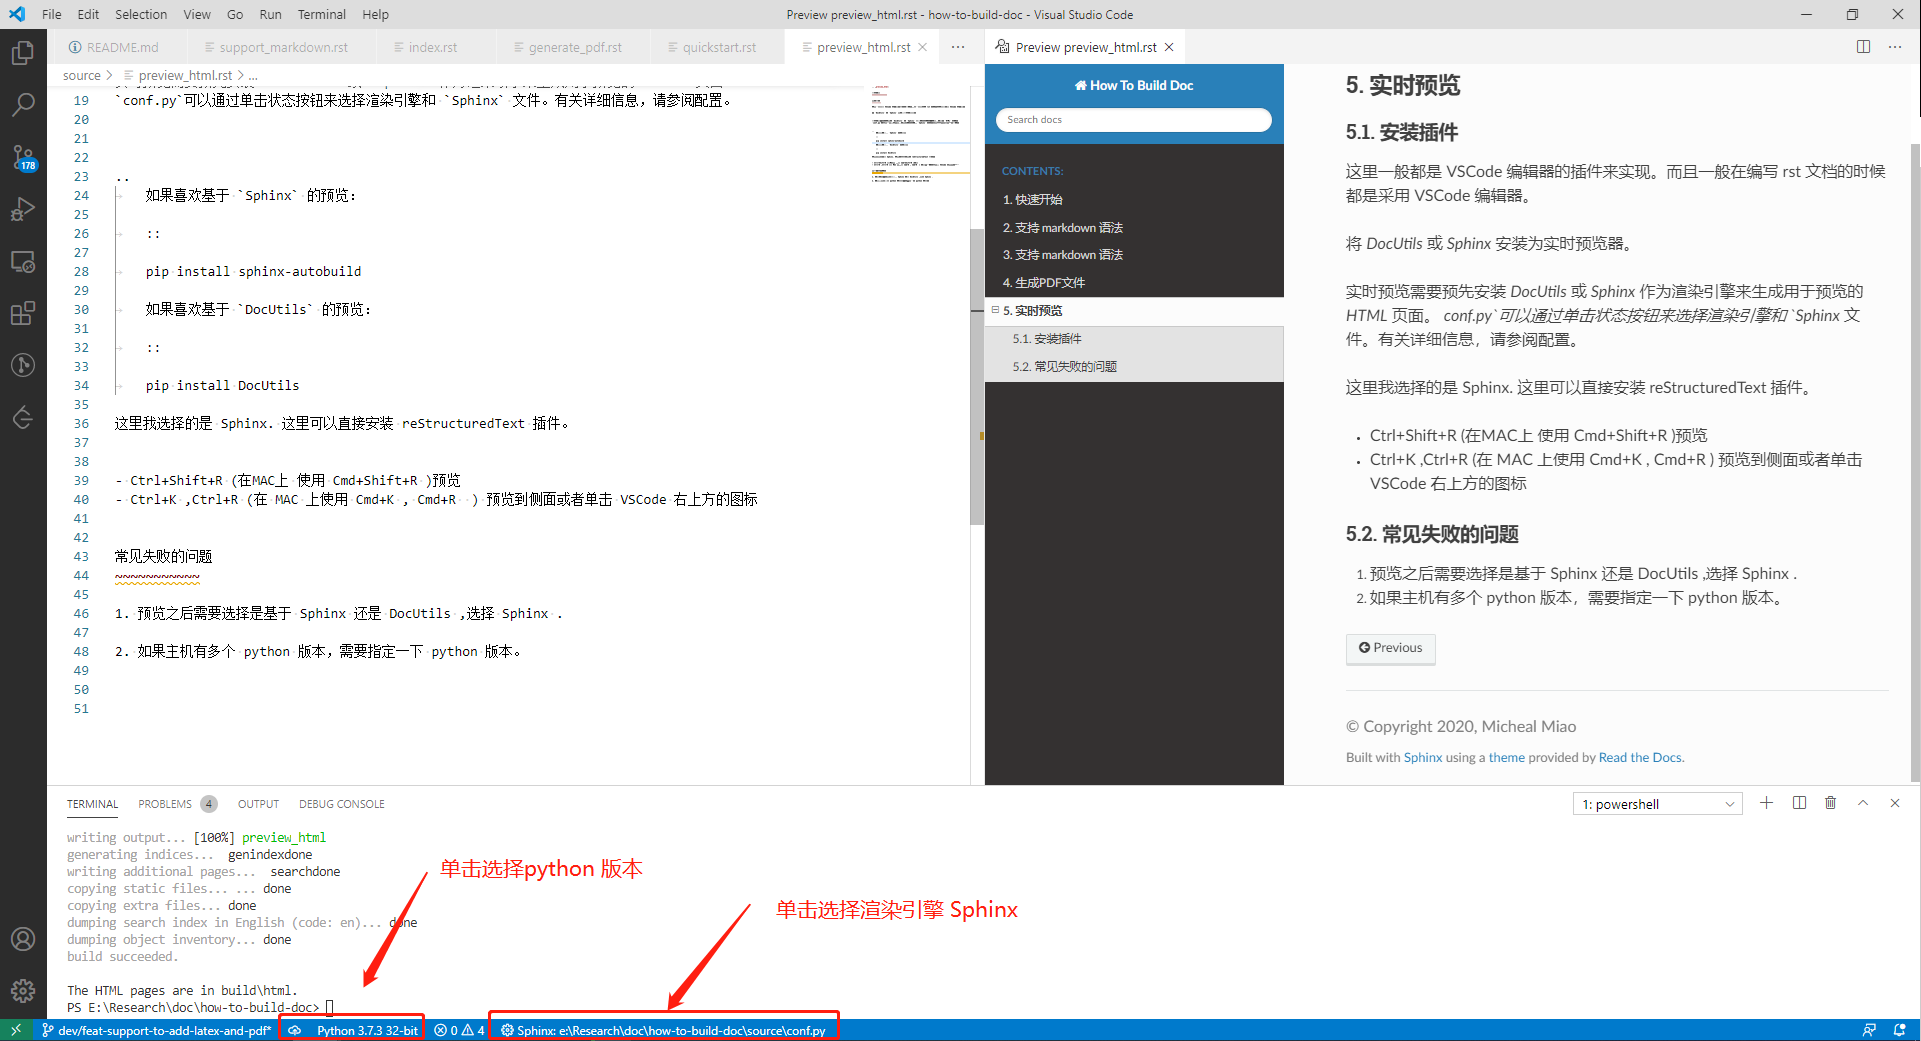 File Edit Selection View Go Run Terminal Help
Preview preview_html.rst - how-to-build-doc - Visual Studio Code
README.md
support_markdown.rst
index.rst
generate_pdf.rst
quickstart.rst
preview_html.rst
Preview preview_html.rst
source > preview_html.rst > ...
178
19 `conf.py`可以通过单击状态按钮来选择渲染引擎和 `Sphinx` 文件。有关详细信息，请参阅配置。
20
21
22
23 ..
24 如果喜欢基于 `Sphinx` 的预览：
25
26 ::
27
28 pip install sphinx-autobuild
29
30 如果喜欢基于 `DocUtils` 的预览：
31
32 ::
33
34 pip install DocUtils
35
36 这里我选择的是 Sphinx. 这里可以直接安装 reStructuredText 插件。
37
38
39 - Ctrl+Shift+R (在MAC上 使用 Cmd+Shift+R )预览
40 - Ctrl+K ,Ctrl+R (在 MAC 上使用 Cmd+K , Cmd+R ) 预览到侧面或者单击 VSCode 右上方的图标
41
42
43 常见失败的问题
44 ~~~~~~~~~~~
45
46 1. 预览之后需要选择是基于 Sphinx 还是 DocUtils ,选择 Sphinx .
47
48 2. 如果主机有多个 python 版本，需要指定一下 python 版本。
49
50
51
How To Build Doc
Search docs
CONTENTS:
1. 快速开始
2. 支持 markdown 语法
3. 支持 markdown 语法
4. 生成PDF文件
5. 实时预览
5.1. 安装插件
5.2. 常见失败的问题
5. 实时预览
5.1. 安装插件
这里一般都是 VSCode 编辑器的插件来实现。而且一般在编写 rst 文档的时候
都是采用 VSCode 编辑器。
将 DocUtils 或 Sphinx 安装为实时预览器。
实时预览需要预先安装 DocUtils 或 Sphinx 作为渲染引擎来生成用于预览的
HTML 页面。 conf.py`可以通过单击状态按钮来选择渲染引擎和 `Sphinx 文
件。有关详细信息，请参阅配置。
这里我选择的是 Sphinx. 这里可以直接安装 reStructuredText 插件。
• Ctrl+Shift+R (在MAC上 使用 Cmd+Shift+R )预览
• Ctrl+K ,Ctrl+R (在 MAC 上使用 Cmd+K , Cmd+R ) 预览到侧面或者单击
VSCode 右上方的图标
5.2. 常见失败的问题
1. 预览之后需要选择是基于 Sphinx 还是 DocUtils ,选择 Sphinx .
2. 如果主机有多个 python 版本，需要指定一下 python 版本。
Previous
© Copyright 2020, Micheal Miao
Built with Sphinx using a theme provided by Read the Docs.
TERMINAL PROBLEMS 4 OUTPUT DEBUG CONSOLE
1: powershell
writing output... [100%] preview_html
generating indices... genindexdone
writing additional pages... searchdone
copying static files... ... done
copying extra files... done
dumping search index in English (code: en)... done
dumping object inventory... done
build succeeded.
The HTML pages are in build\html.
PS E:\Research\doc\how-to-build-doc>
单击选择python 版本
单击选择渲染引擎 Sphinx
dev/feat-support-to-add-latex-and-pdf*
Python 3.7.3 32-bit
0 4
Sphinx: e:\Research\doc\how-to-build-doc\source\conf.py